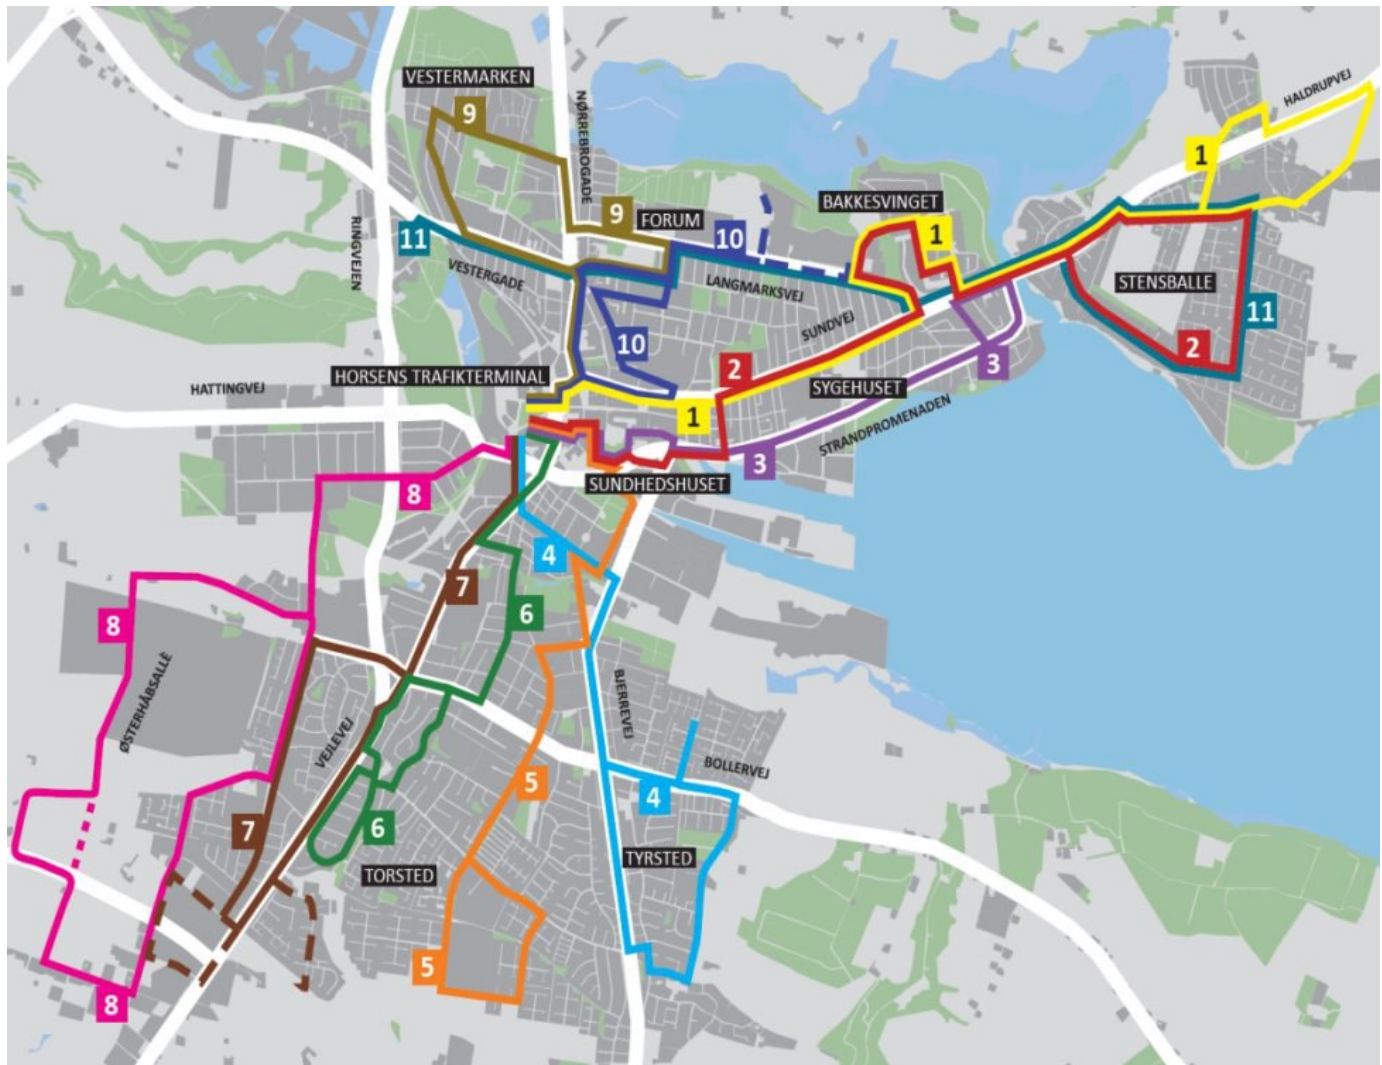 VESTERMARKEN
9
NØRREBROGADE
HALDRUPVEJ
1
BAKKESVINGET
9
FORUM
10
1
11
RINGVEJEN
VESTERGADE
LANGMARKSVEJ
STENSBALLE
11
SUNDVEJ
10
2
3
2
HORSENS TRAFIKTERMINAL
HATTINGVEJ
SYGEHUSET
1
STRANDPROMENADEN
3
SUNDHEDSHUSET
8
4
7
6
8
ØSTERHÅBSALLÈ
BJERREVEJ
VEJLEVEJ
BOLLERVEJ
5
4
7
6
TORSTED
TYRSTED
5
8